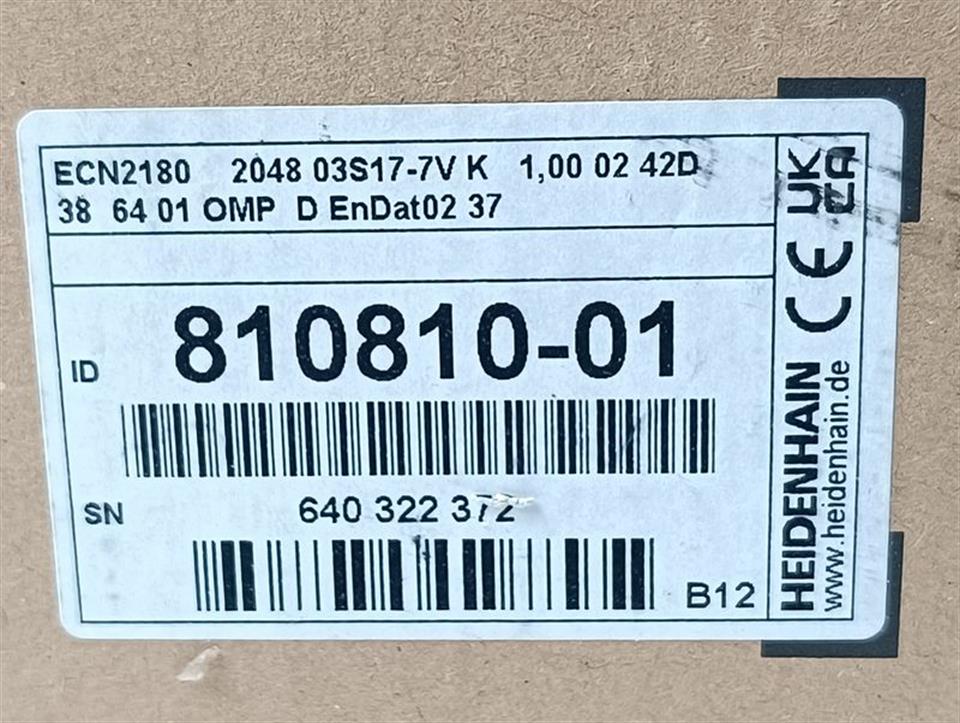 ECN2180 2048 03S17-7V K 1,00 02 42D
38 64 01 OMP D EnDat02 37
ID 810810-01
SN 640 322 372
B12
HEIDENHAIN
www.heidenhain.de
CE
UK
CA